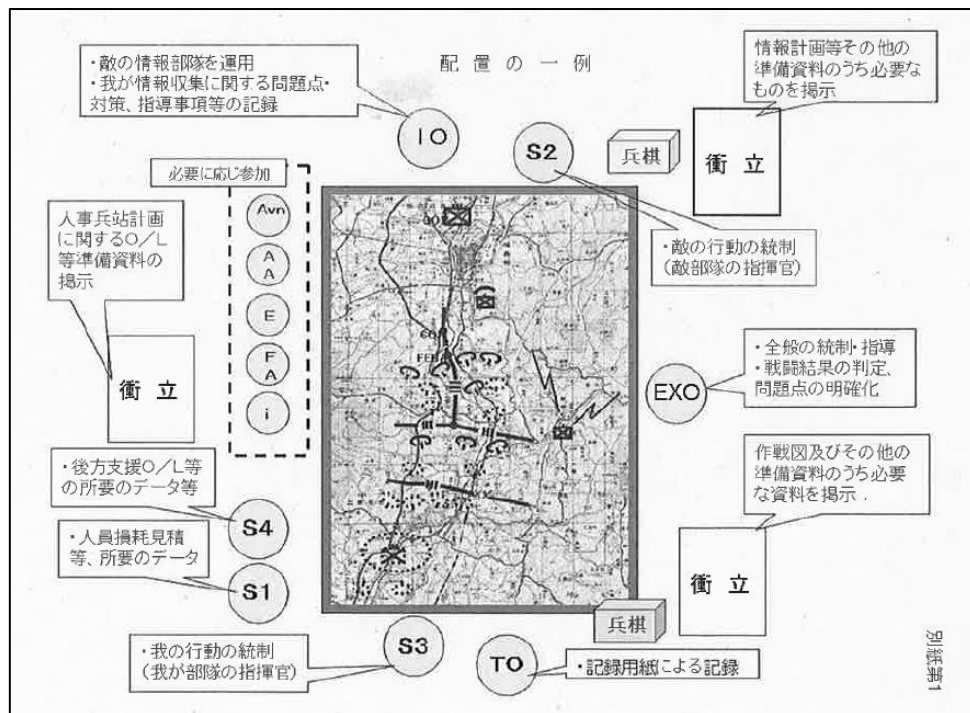 配置の一例
・敵の情報部隊を運用
・我が情報収集に関する問題点・
対策、指導事項等の記録
IO
S2
兵棋
情報計画等その他の
準備資料のうち必要な
ものを掲示
衝立
・敵の行動の統制
(敵部隊の指揮官)
必要に応じ参加
Avn
AA
E
FA
i
人事兵站計画
に関するO/L
等準備資料の
掲示
衝立
EXO
・全般の統制・指導
・戦闘結果の判定、
問題点の明確化
・後方支援O/L等
の所要のデータ等
S4
・人員損耗見積
等、所要のデータ
S1
作戦図及びその他の
準備資料のうち必要
な資料を掲示.
衝立
兵棋
・我の行動の統制
(我が部隊の指揮官)
S3
TO
・記録用紙による記録
別紙第1